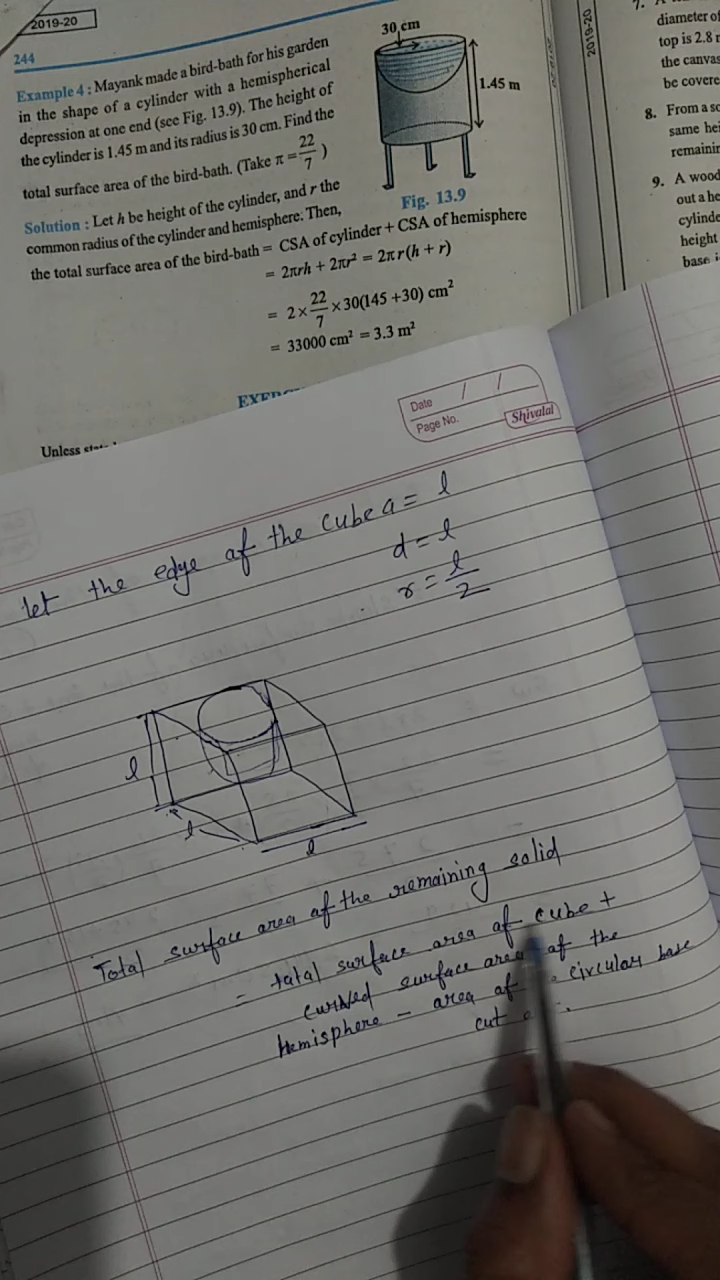 2019-20
244
Example 4 : Mayank made a bird-bath for his garden
in the shape of a cylinder with a hemispherical
depression at one end (see Fig. 13.9). The height of
the cylinder is 1.45 m and its radius is 30 cm. Find the
total surface area of the bird-bath. (Take π = 22/7)
30 cm
1.45 m
Fig. 13.9
Solution : Let h be height of the cylinder, and r the
common radius of the cylinder and hemisphere. Then,
the total surface area of the bird-bath = CSA of cylinder + CSA of hemisphere
= 2πrh + 2πr² = 2πr(h + r)
= 2 × 22/7 × 30(145 + 30) cm²
= 33000 cm² = 3.3 m²
Unless
2019-20
7.
diameter of
top is 2.8
the canvas
be covere
8. From a
same hei
remainin
9. A wood
out a he
cylinde
height
base
Date / /
Page No.
Shivalal
let the edge of the cube a = l
d = l
r = l/2
l
l
l
Total surface area of the remaining solid
= total surface area of cube +
curved surface area of the
Hemisphere - area of circular base
cut